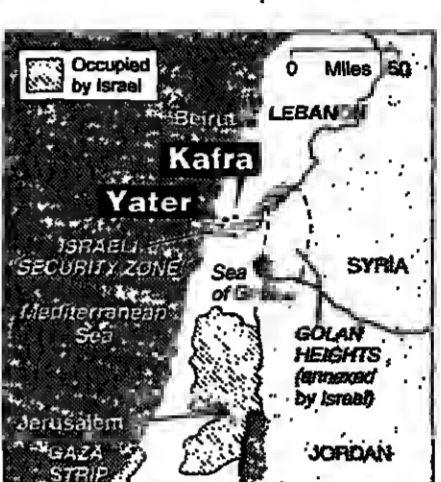 Occupied
by Israel
0 Miles 50
Beirut
LEBANON
Kafra
Yater
ISRAELI
SECURITY ZONE
Sea
of
SYRIA
Mediterranean
Sea
GOLAN
HEIGHTS
(annexed
by Israel)
Jerusalem
GAZA
STRIP
JORDAN